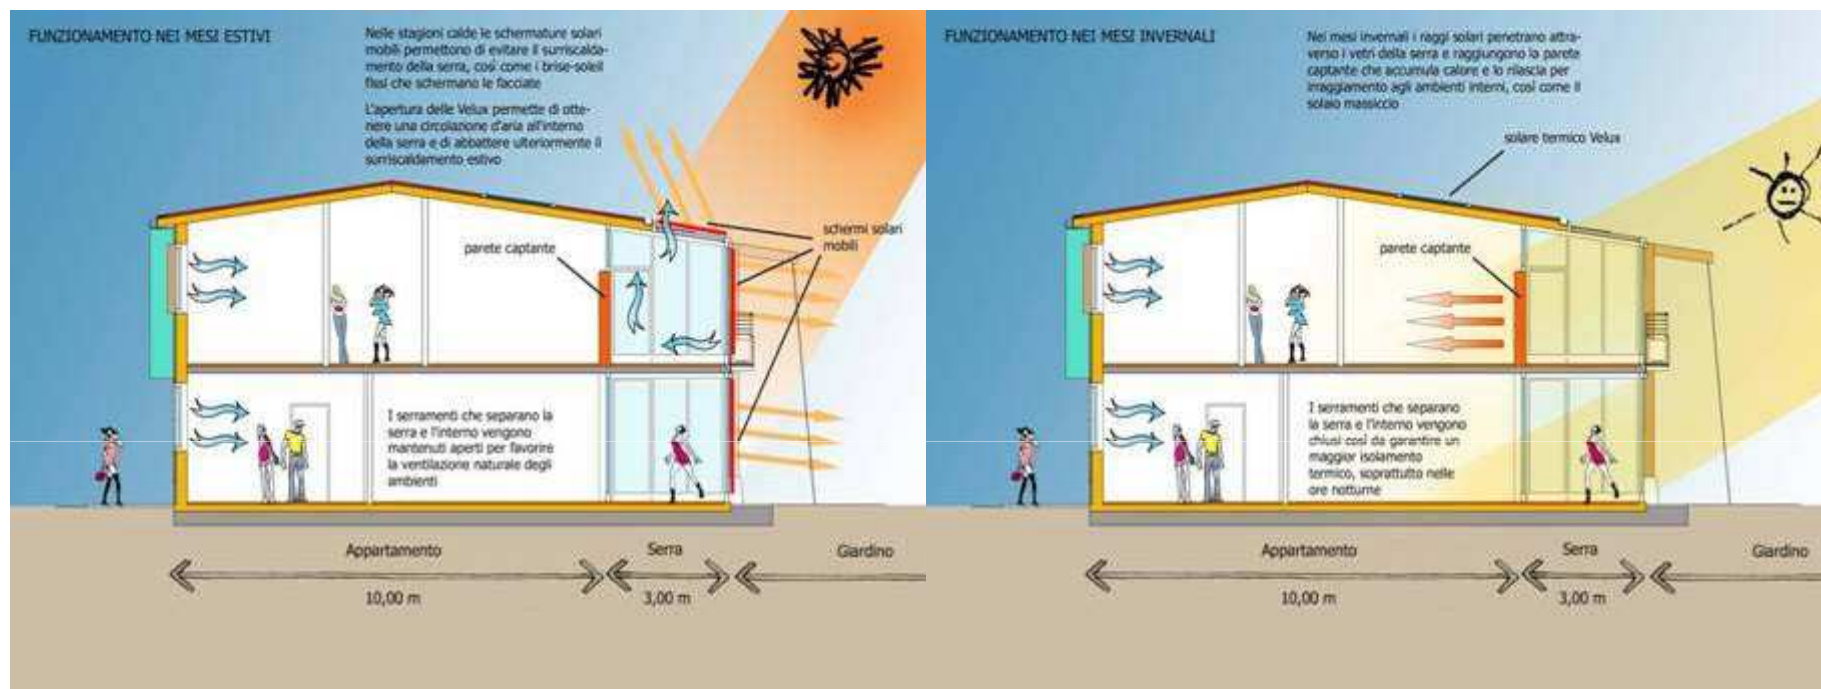 FUNZIONAMENTO NEI MESI ESTIVI
Nelle stagioni calde le schermature solari
mobili permettono di evitare il surriscalda-
mento della serra, così come i brise-soleil
fissi che schermano le facciate
L'apertura delle Velux permette di otte-
nere una circolazione d'aria all'interno
della serra e di abbattere ulteriormente il
surriscaldamento estivo
parete captante
schermi solari
mobili
I serramenti che separano la
serra e l'interno vengono
mantenuti aperti per favorire
la ventilazione naturale degli
ambienti
Appartamento
Serra
Giardino
10,00 m
3,00 m
FUNZIONAMENTO NEI MESI INVERNALI
Nei mesi invernali i raggi solari penetrano attra-
verso i vetri della serra e raggiungono la parete
captante che accumula calore e lo rilascia per
irraggiamento agli ambienti interni, così come il
solaio massiccio
solare termico Velux
parete captante
I serramenti che separano
la serra e l'interno vengono
chiusi così da garantire un
maggior isolamento
termico, soprattutto nelle
ore notturne
Appartamento
Serra
Giardino
10,00 m
3,00 m